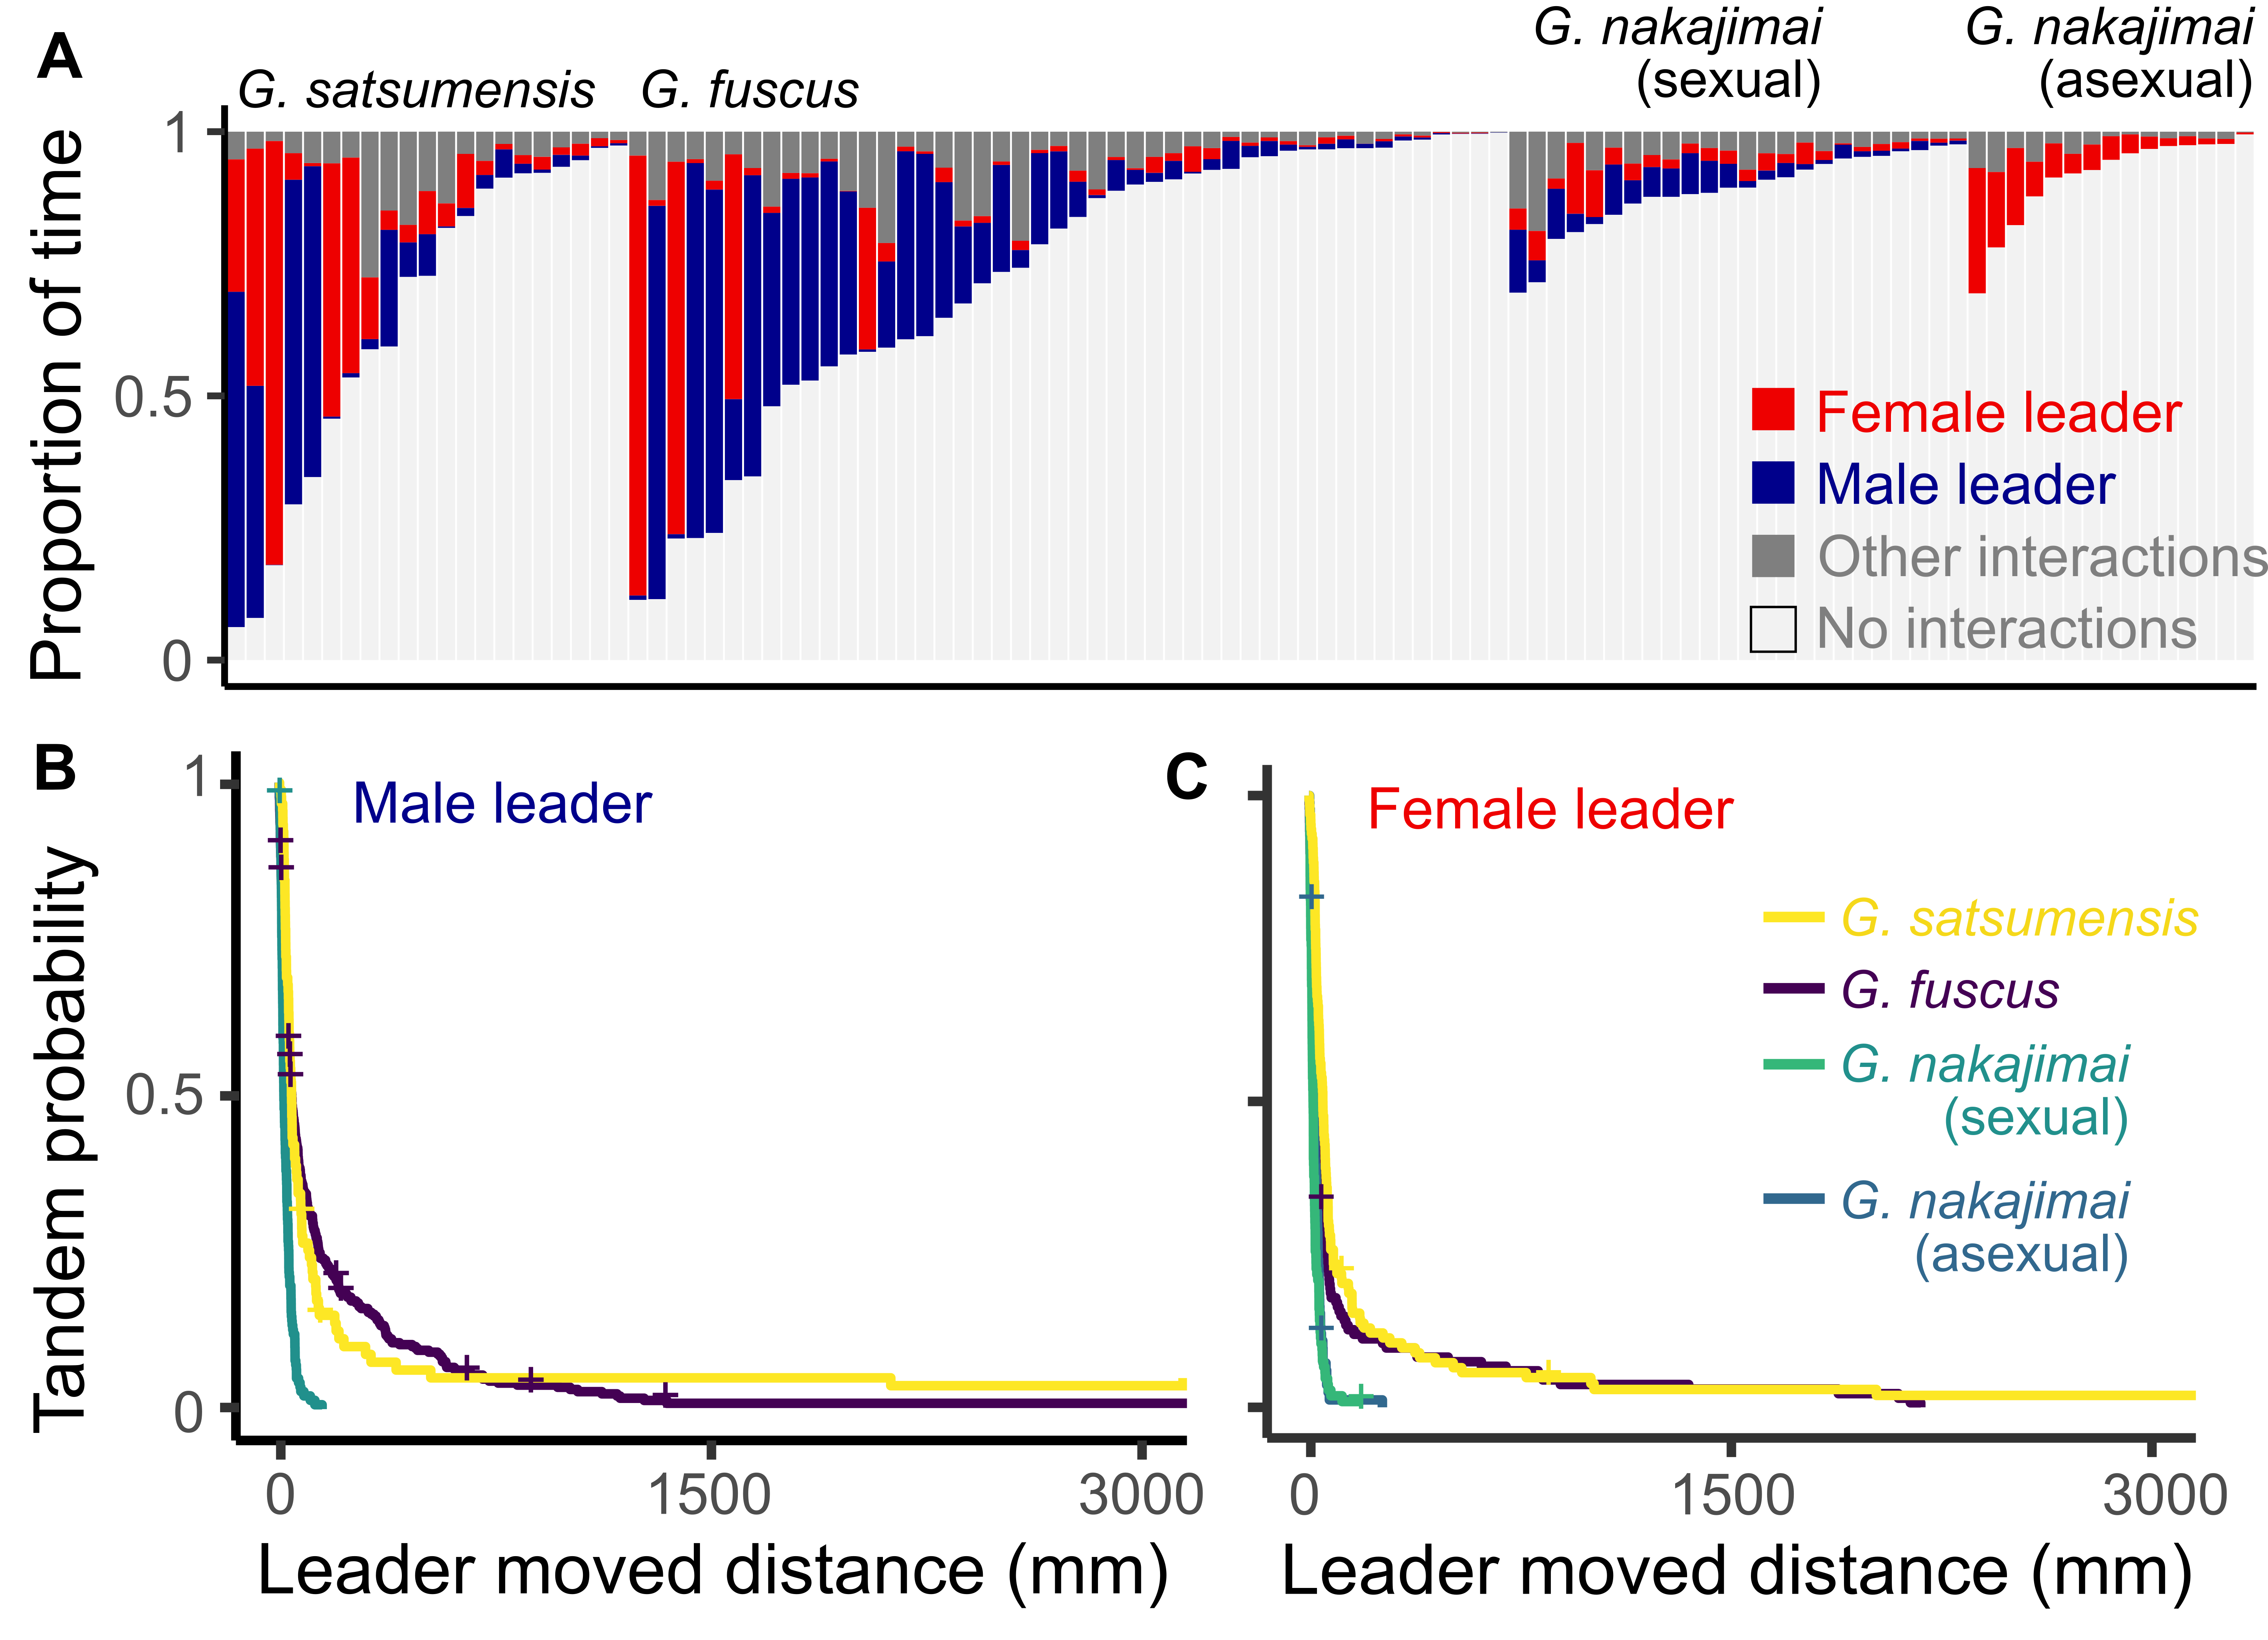 A
G. satsumensis
G. fuscus
G. nakajimai
(sexual)
G. nakajimai
(asexual)
Proportion of time
1
0.5
0
Female leader
Male leader
Other interactions
No interactions
B
Male leader
Tandem probability
1
0.5
0
0
1500
3000
Leader moved distance (mm)
C
Female leader
G. satsumensis
G. fuscus
G. nakajimai
(sexual)
G. nakajimai
(asexual)
0
1500
3000
Leader moved distance (mm)